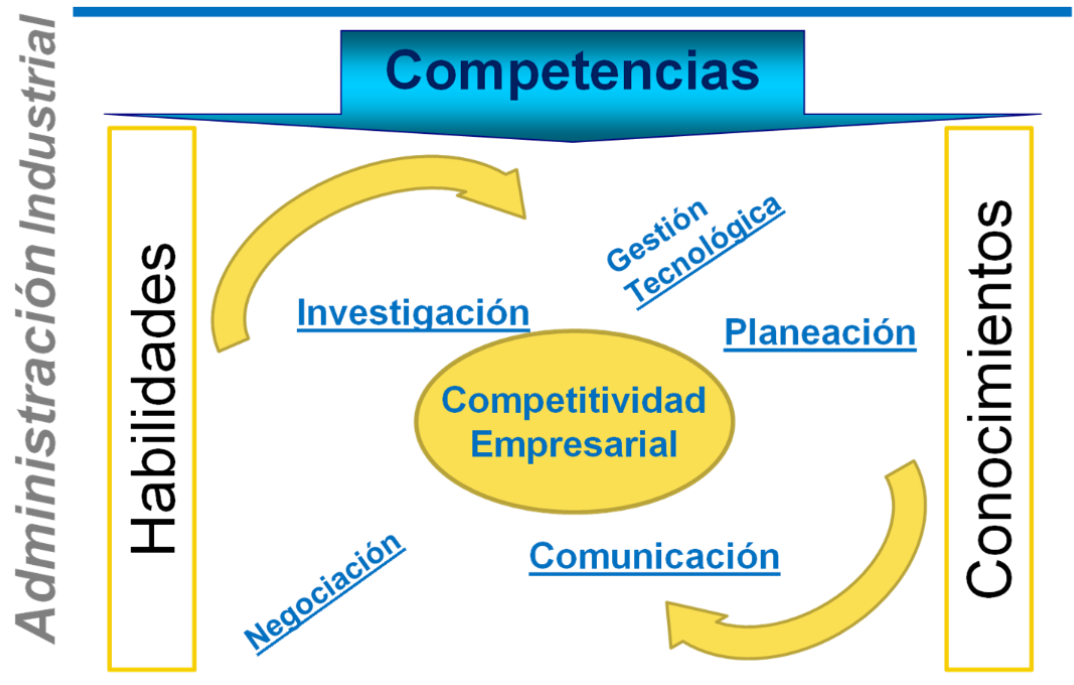 Administración Industrial
Competencias
Habilidades
Gestión
Tecnológica
Investigación
Planeación
Competitividad
Empresarial
Comunicación
Negociación
Conocimientos